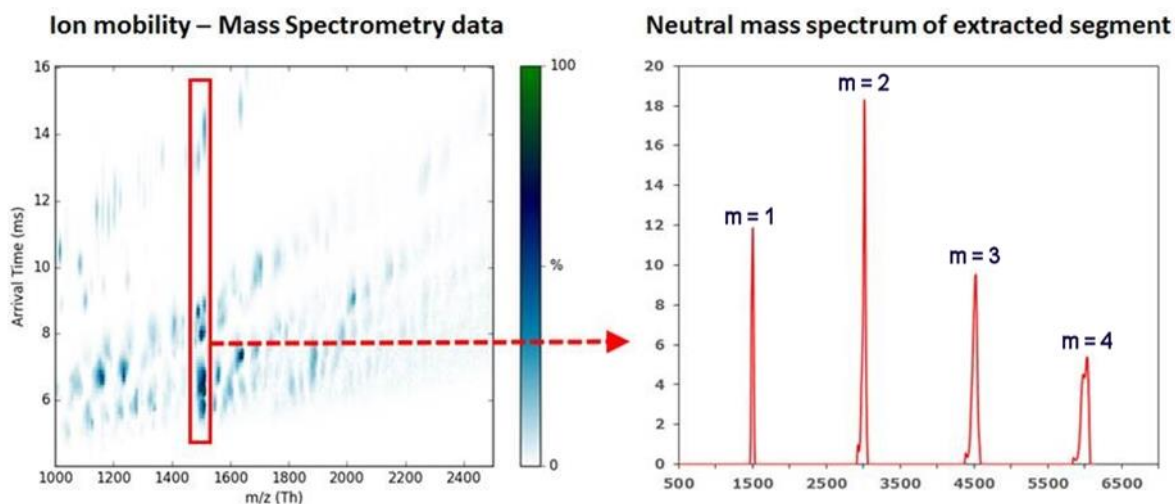 Ion mobility – Mass Spectrometry data
16
14
12
10
8
6
Arrival Time (ms)
1000 1200 1400 1600 1800 2000 2200 2400
m/z (Th)
100
%
0
Neutral mass spectrum of extracted segment
20
18
16
14
12
10
8
6
4
2
0
m = 1
m = 2
m = 3
m = 4
500 1500 2500 3500 4500 5500 6500